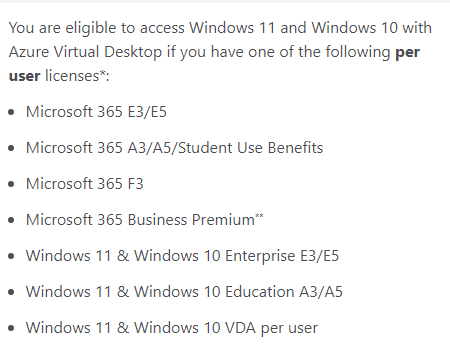 You are eligible to access Windows 11 and Windows 10 with
Azure Virtual Desktop if you have one of the following per
user licenses*:
• Microsoft 365 E3/E5
• Microsoft 365 A3/A5/Student Use Benefits
• Microsoft 365 F3
• Microsoft 365 Business Premium**
• Windows 11 & Windows 10 Enterprise E3/E5
• Windows 11 & Windows 10 Education A3/A5
• Windows 11 & Windows 10 VDA per user